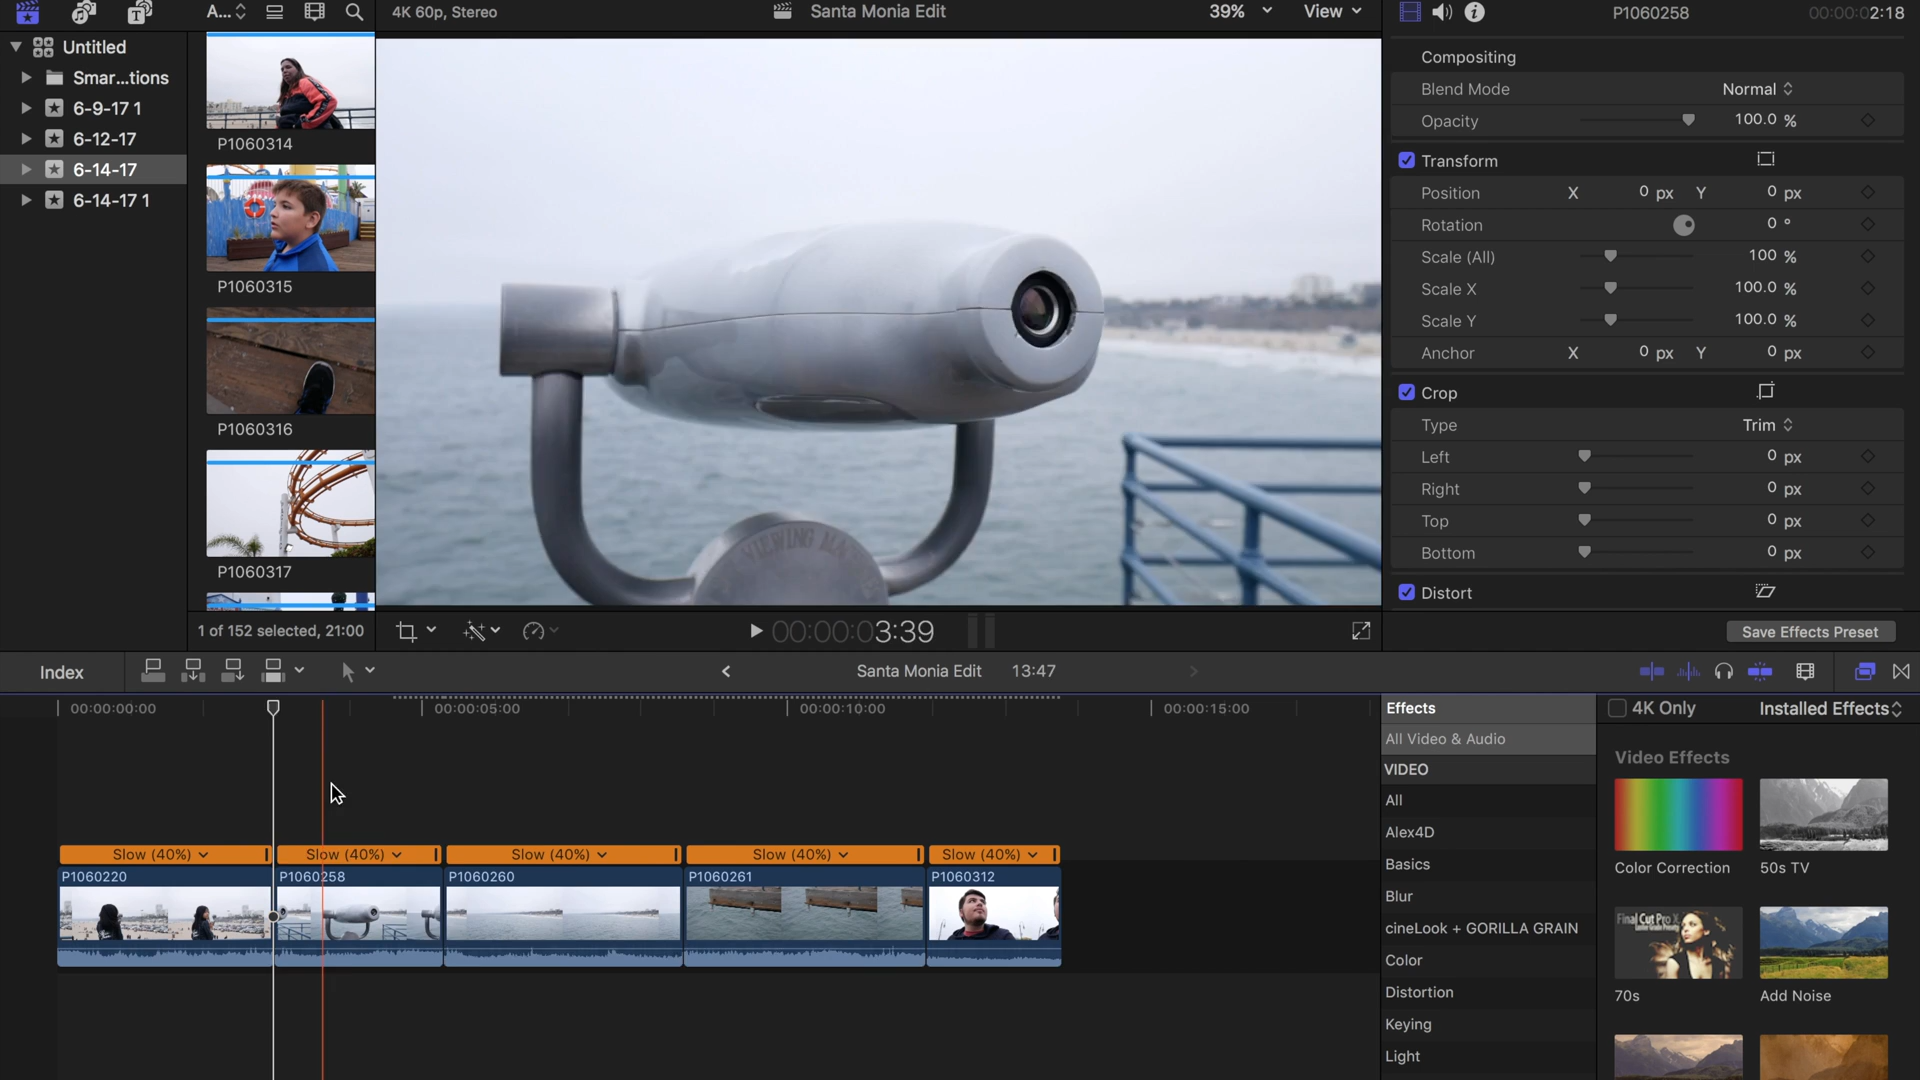 A...
4K 60p, Stereo
Santa Monia Edit
39%
View
P1060258
00:00:02:18
Untitled
Smar...tions
6-9-17 1
6-12-17
6-14-17
6-14-17 1
P1060314
P1060315
P1060316
P1060317
1 of 152 selected, 21:00
VIEWING
Compositing
Blend Mode
Normal
Opacity
100.0 %
Transform
Position X 0 px Y 0 px
Rotation 0 °
Scale (All) 100 %
Scale X 100.0 %
Scale Y 100.0 %
Anchor X 0 px Y 0 px
Crop
Type Trim
Left 0 px
Right 0 px
Top 0 px
Bottom 0 px
Distort
00:00:03:39
Save Effects Preset
Index
Santa Monia Edit 13:47
00:00:00:00
00:00:05:00
00:00:10:00
00:00:15:00
Slow (40%)
Slow (40%)
Slow (40%)
Slow (40%)
Slow (40%)
P1060220
P1060258
P1060260
P1060261
P1060312
Effects
4K Only
Installed Effects
All Video & Audio
VIDEO
All
Alex4D
Basics
Blur
cineLook + GORILLA GRAIN
Color
Distortion
Keying
Light
Video Effects
Color Correction
50s TV
Final Cut Pro X
70s
Add Noise